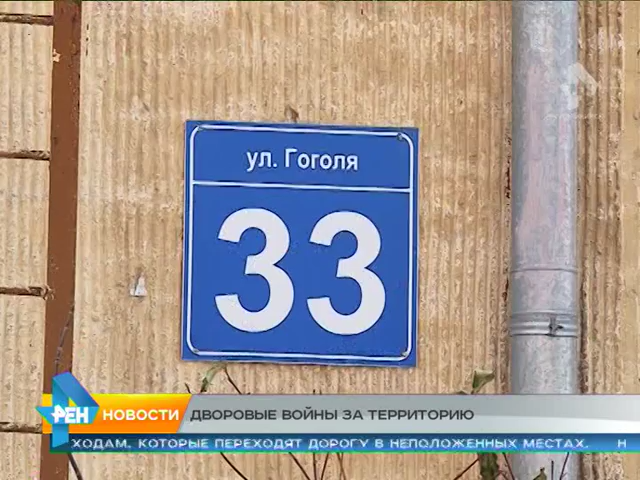 ул. Гоголя
33
РЕН НОВОСТИ ДВОРОВЫЕ ВОЙНЫ ЗА ТЕРРИТОРИЮ
ХОДАМ, КОТОРЫЕ ПЕРЕХОДЯТ ДОРОГУ В НЕПОЛОЖЕННЫХ МЕСТАХ. Н